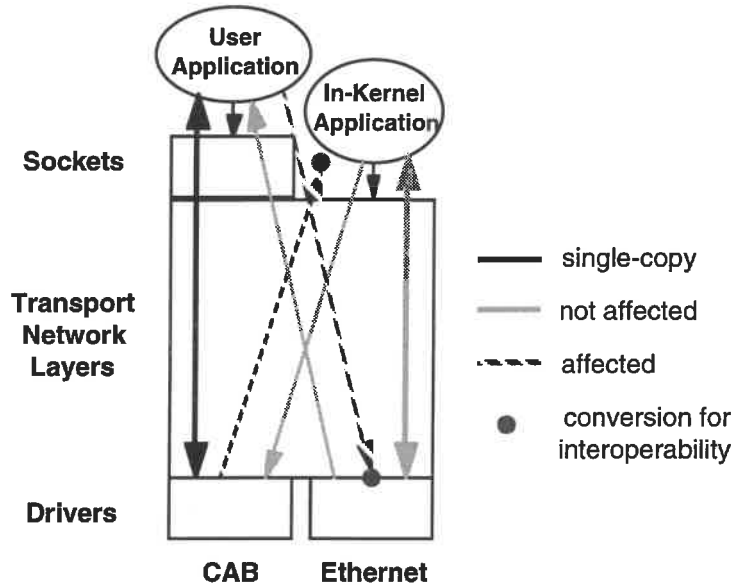 User
Application
In-Kernel
Application
Sockets
Transport
Network
Layers
Drivers
CAB
Ethernet
single-copy
not affected
affected
conversion for
interoperability